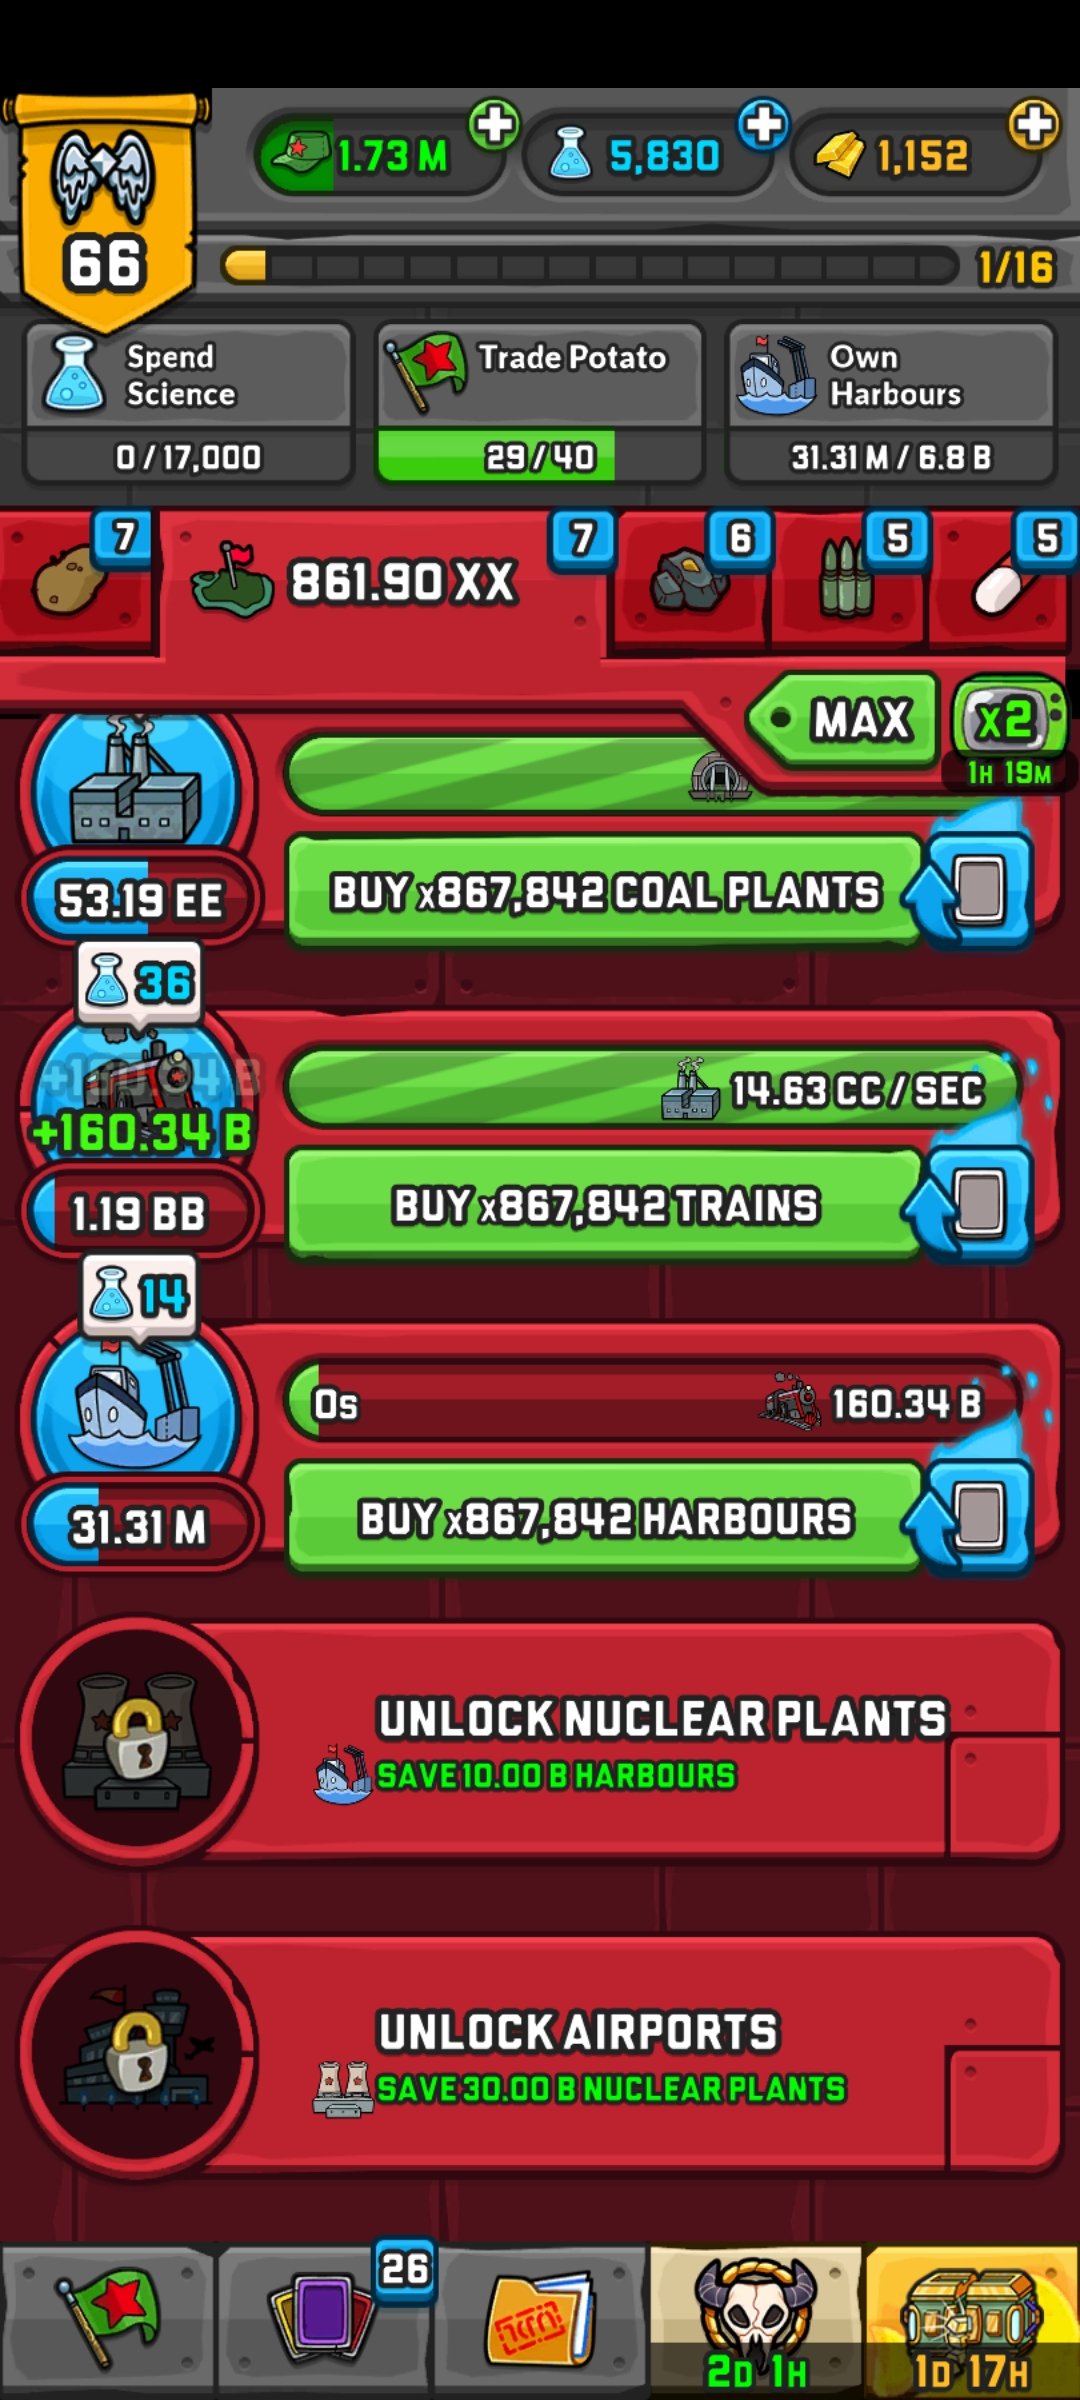 66
1.73 M
5,830
1,152
1/16
Spend
Science
0/17,000
Trade Potato
29/40
Own
Harbours
31.31 M / 6.8 B
7
861.90 XX
7
6
5
5
MAX
x2
1H 19M
53.19 EE
BUY x867,842 COAL PLANTS
36
14.63 CC / SEC
+160.34 B
1.19 BB
BUY x867,842 TRAINS
14
0s
160.34 B
31.31 M
BUY x867,842 HARBOURS
UNLOCK NUCLEAR PLANTS
SAVE 10.00 B HARBOURS
UNLOCK AIRPORTS
SAVE 30.00 B NUCLEAR PLANTS
26
2D 1H
1D 17H